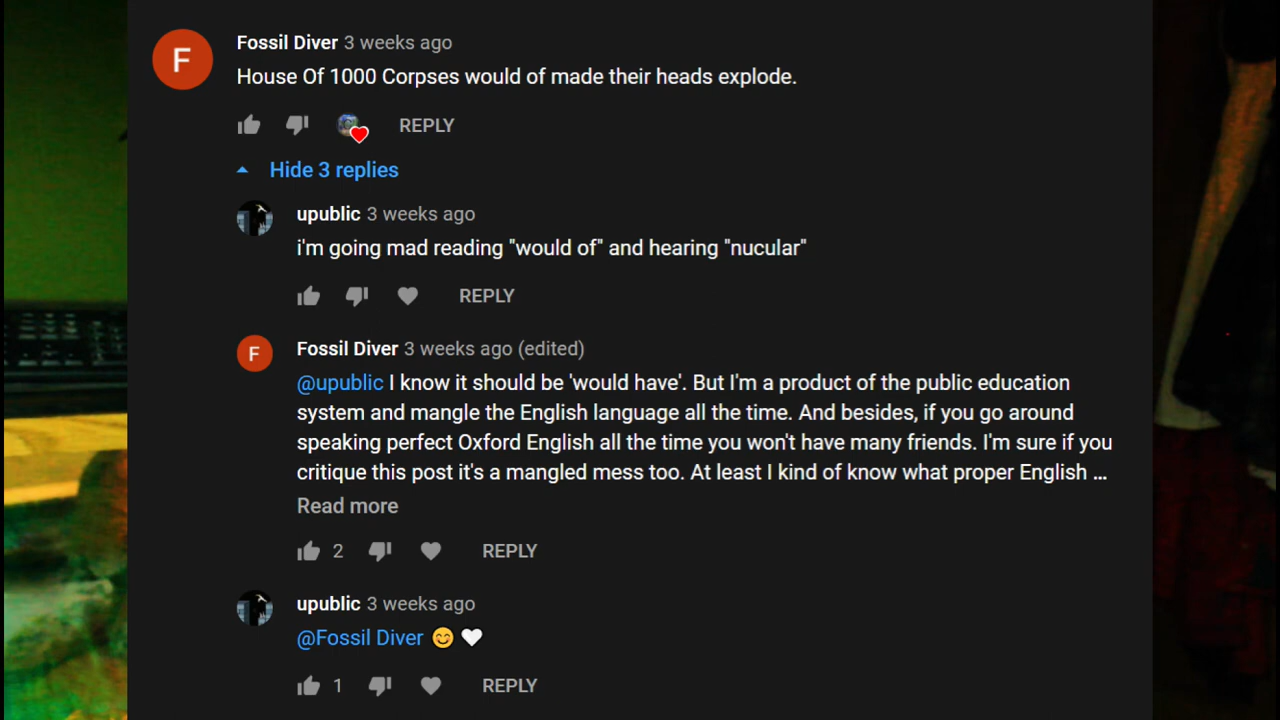 F
Fossil Diver 3 weeks ago
House Of 1000 Corpses would of made their heads explode.
REPLY
Hide 3 replies
upublic 3 weeks ago
i'm going mad reading "would of" and hearing "nucular"
REPLY
F
Fossil Diver 3 weeks ago (edited)
@upublic I know it should be 'would have'. But I'm a product of the public education
system and mangle the English language all the time. And besides, if you go around
speaking perfect Oxford English all the time you won't have many friends. I'm sure if you
critique this post it's a mangled mess too. At least I kind of know what proper English ...
Read more
2 REPLY
upublic 3 weeks ago
@Fossil Diver 😊 🤍
1 REPLY